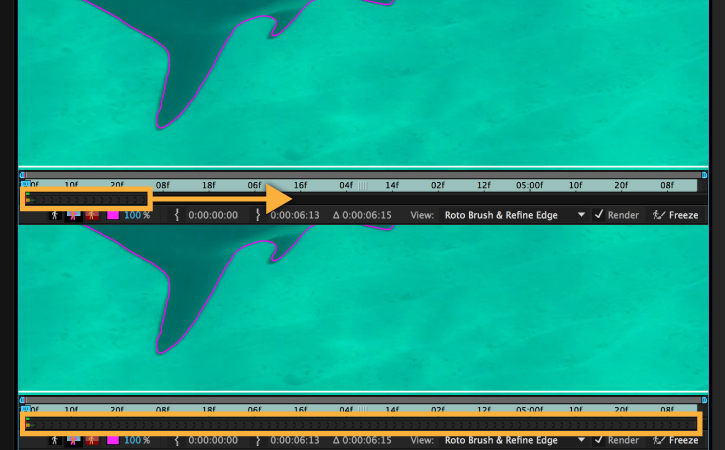 0f 10f 20f 08f 18f 06f 16f 04f 14f 02f 12f 05:00f 10f 20f 08f
100 % { 0:00:00:00 } 0:00:06:13 Δ 0:00:06:15 View: Roto Brush & Refine Edge Render Freeze
0f 10f 20f 08f 18f 06f 16f 04f 14f 02f 12f 05:00f 10f 20f 08f
100 % { 0:00:00:00 } 0:00:06:13 Δ 0:00:06:15 View: Roto Brush & Refine Edge Render Freeze